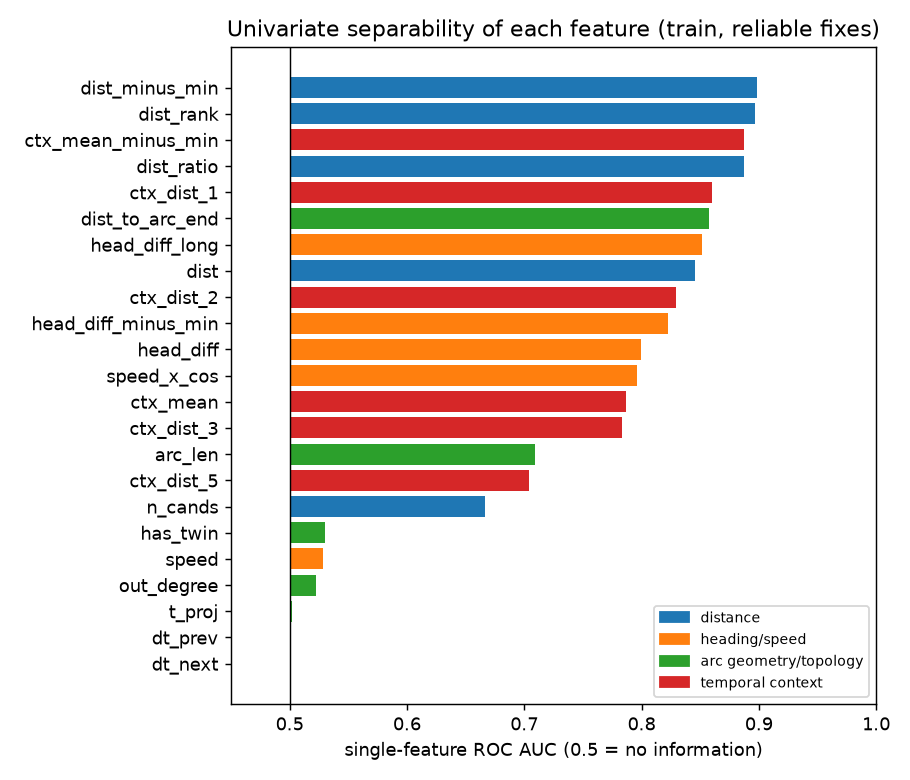 Univariate separability of each feature (train, reliable fixes)
dist_minus_min
dist_rank
ctx_mean_minus_min
dist_ratio
ctx_dist_1
dist_to_arc_end
head_diff_long
dist
ctx_dist_2
head_diff_minus_min
head_diff
speed_x_cos
ctx_mean
ctx_dist_3
arc_len
ctx_dist_5
n_cands
has_twin
speed
out_degree
t_proj
dt_prev
dt_next
distance
heading/speed
arc geometry/topology
temporal context
0.5 0.6 0.7 0.8 0.9 1.0
single-feature ROC AUC (0.5 = no information)